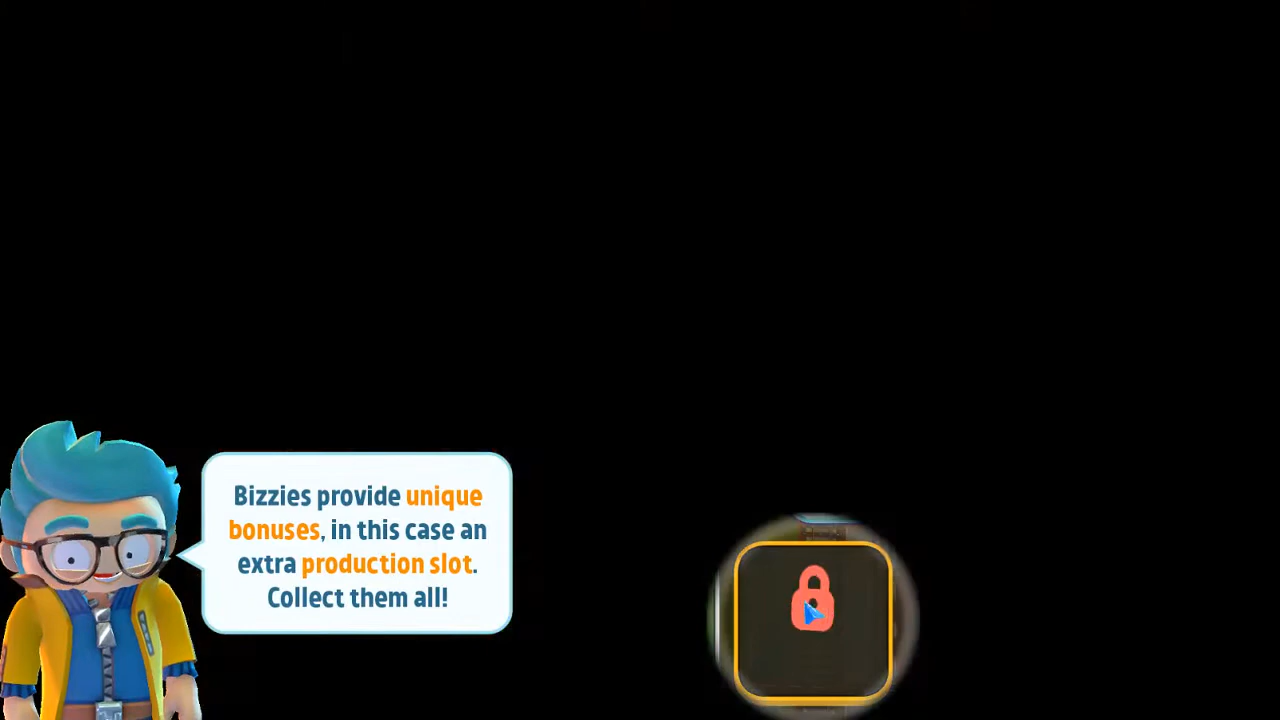 Bizzies provide unique
bonuses, in this case an
extra production slot.
Collect them all!